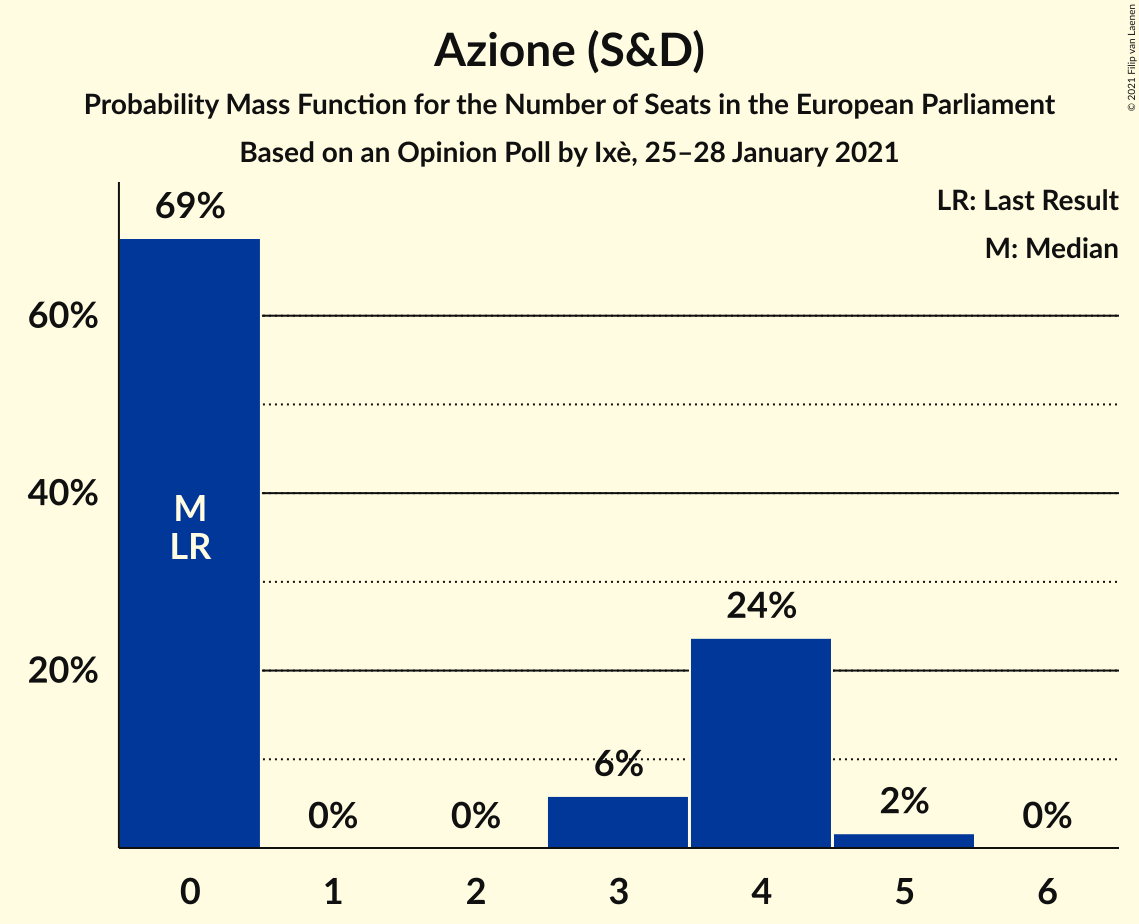 Azione (S&D)
Probability Mass Function for the Number of Seats in the European Parliament
Based on an Opinion Poll by Ixè, 25–28 January 2021
© 2021 Filip van Laenen
LR: Last Result
M: Median
69%
60%
40%
20%
M
LR
0%
0%
6%
24%
2%
0%
0
1
2
3
4
5
6